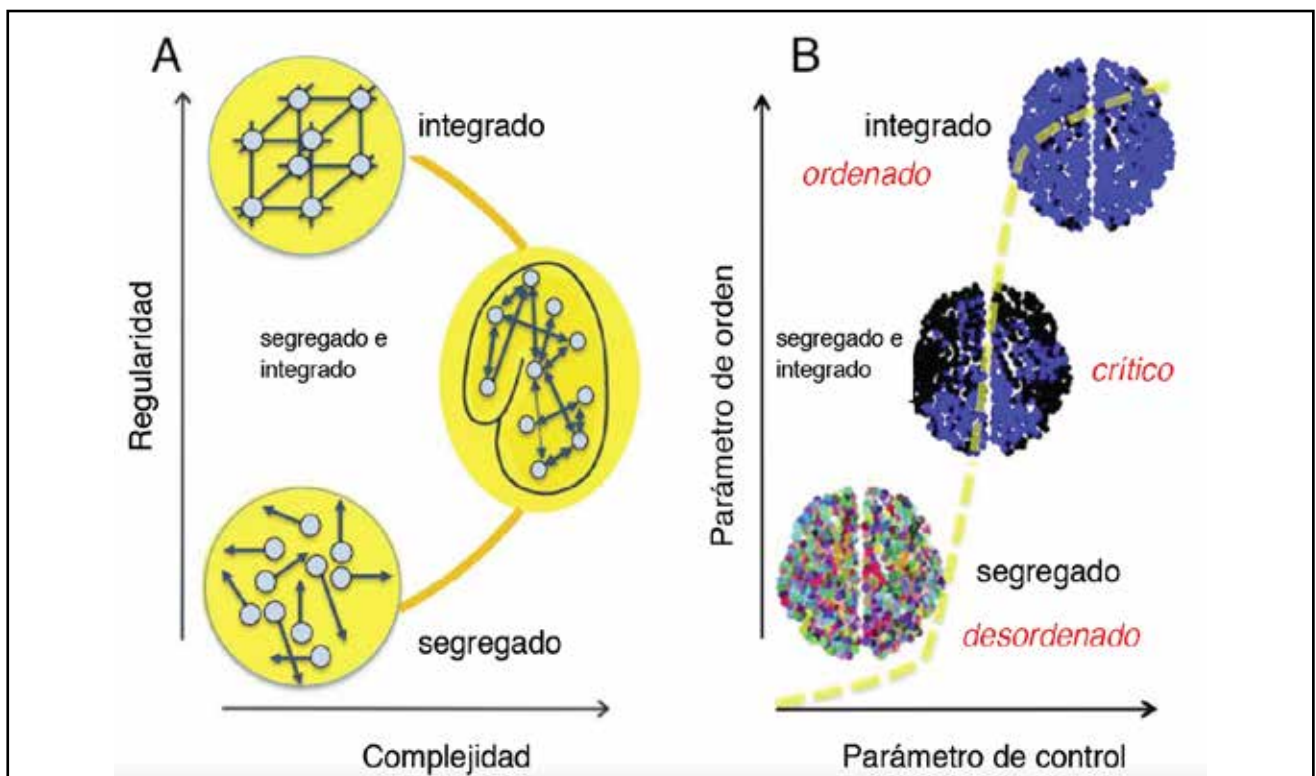 A
integrado
Regularidad
segregado e
integrado
segregado
Complejidad
B
integrado
ordenado
Parámetro de orden
segregado e
integrado
crítico
segregado
desordenado
Parámetro de control